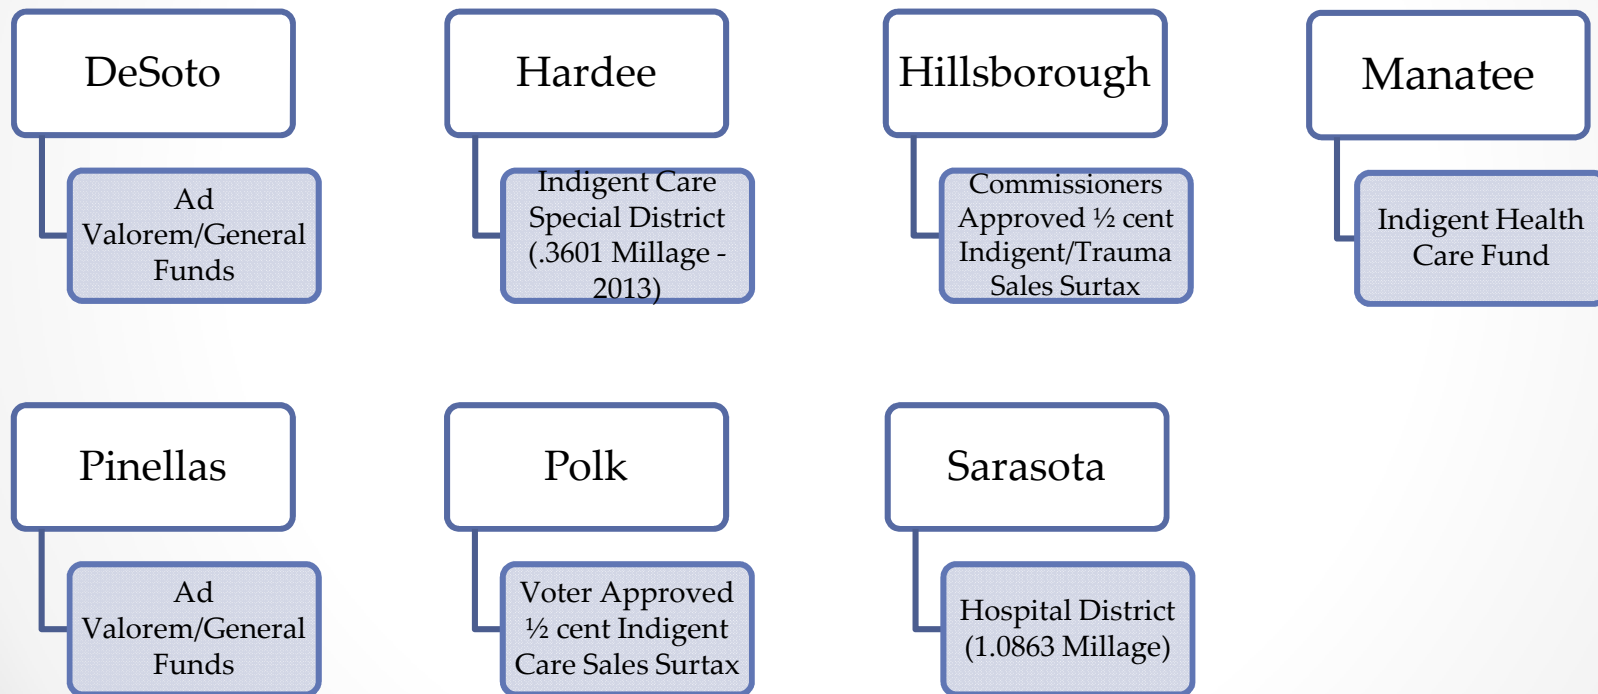 DeSoto
Ad
Valorem/General
Funds
Hardee
Indigent Care
Special District
(.3601 Millage -
2013)
Hillsborough
Commissioners
Approved ½ cent
Indigent/Trauma
Sales Surtax
Manatee
Indigent Health
Care Fund
Pinellas
Ad
Valorem/General
Funds
Polk
Voter Approved
½ cent Indigent
Care Sales Surtax
Sarasota
Hospital District
(1.0863 Millage)